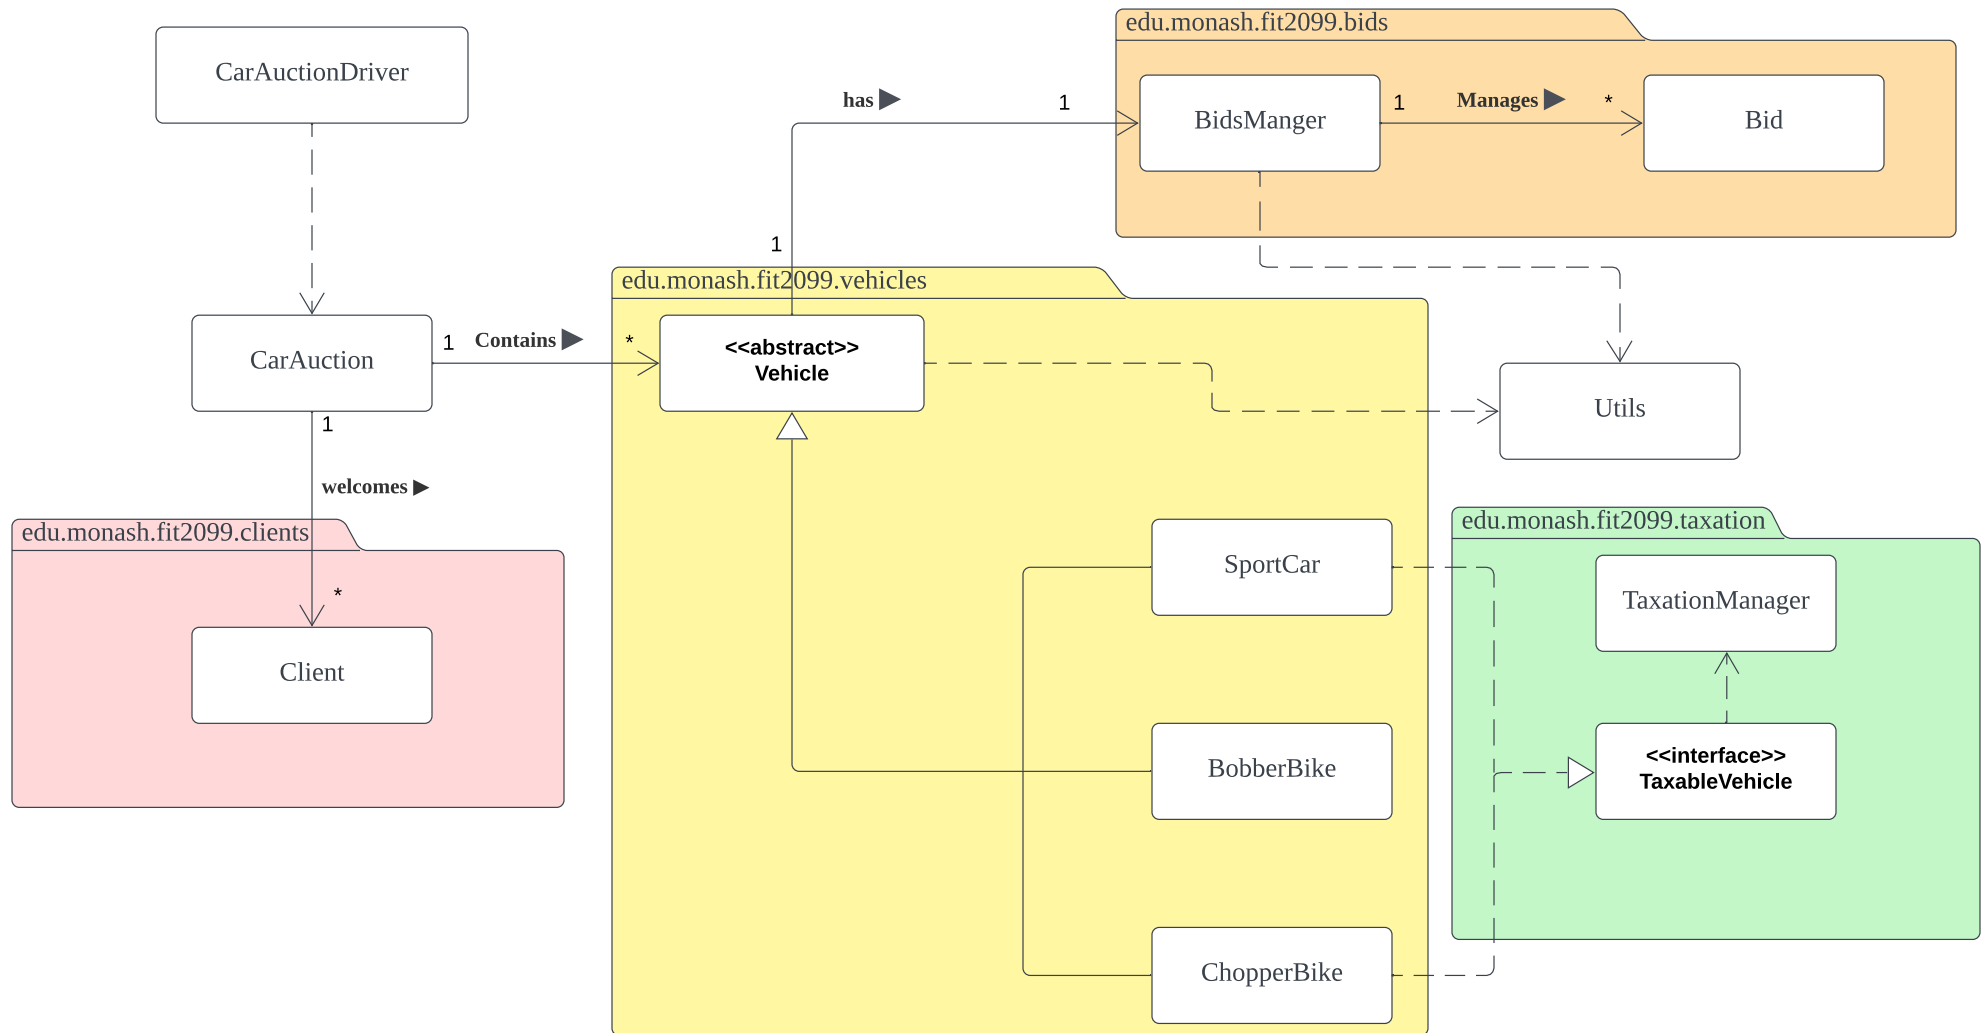 edu.monash.fit2099.bids
CarAuctionDriver
has ▶
1
BidsManger
1
Manages ▶
*
Bid
1
edu.monash.fit2099.vehicles
CarAuction
1
Contains ▶
*
<<abstract>>
Vehicle
Utils
1
welcomes ▶
edu.monash.fit2099.clients
*
Client
SportCar
BobberBike
ChopperBike
edu.monash.fit2099.taxation
TaxationManager
<<interface>>
TaxableVehicle